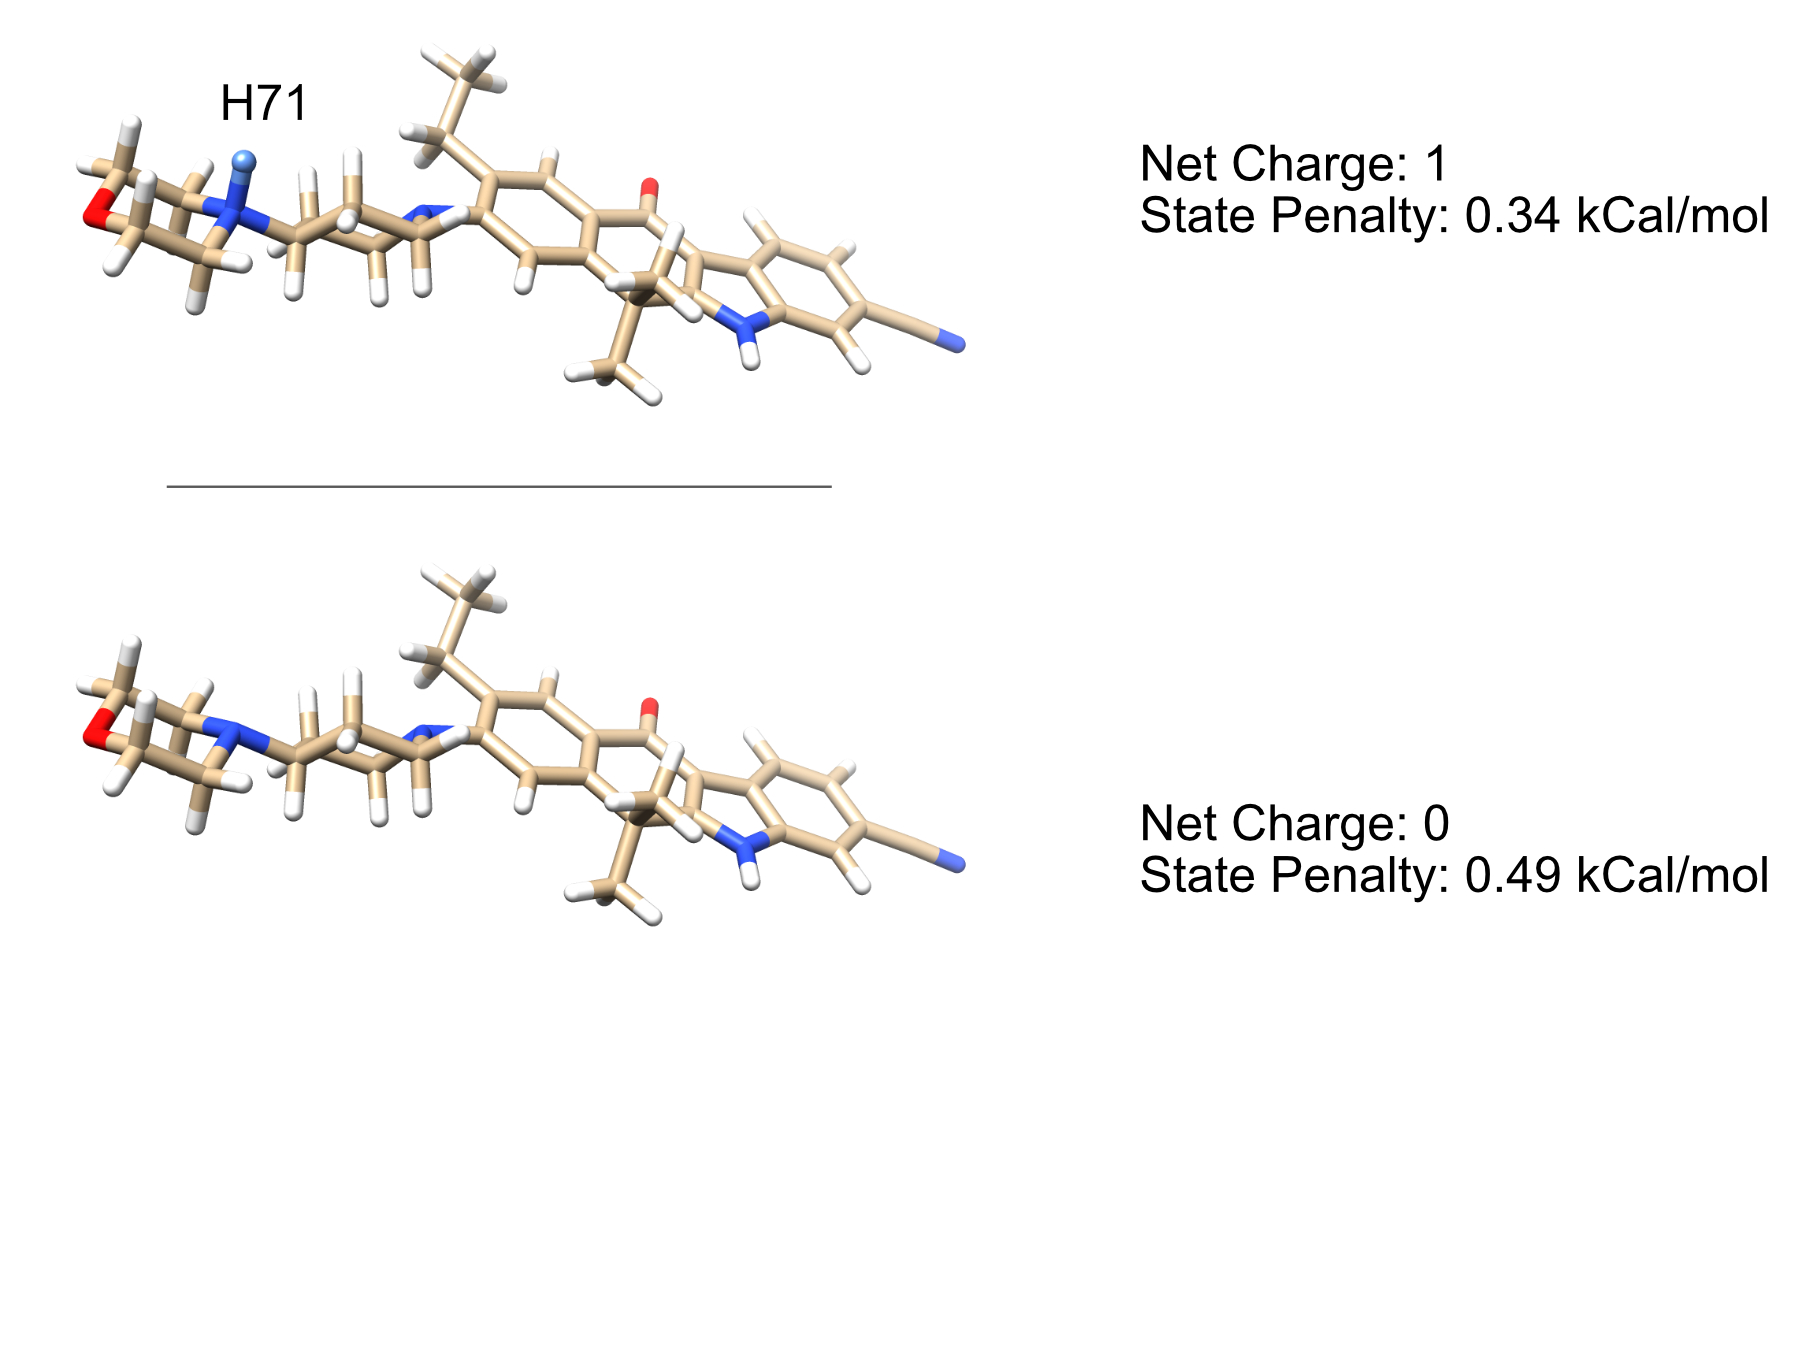 H71
Net Charge: 1
State Penalty: 0.34 kCal/mol
Net Charge: 0
State Penalty: 0.49 kCal/mol